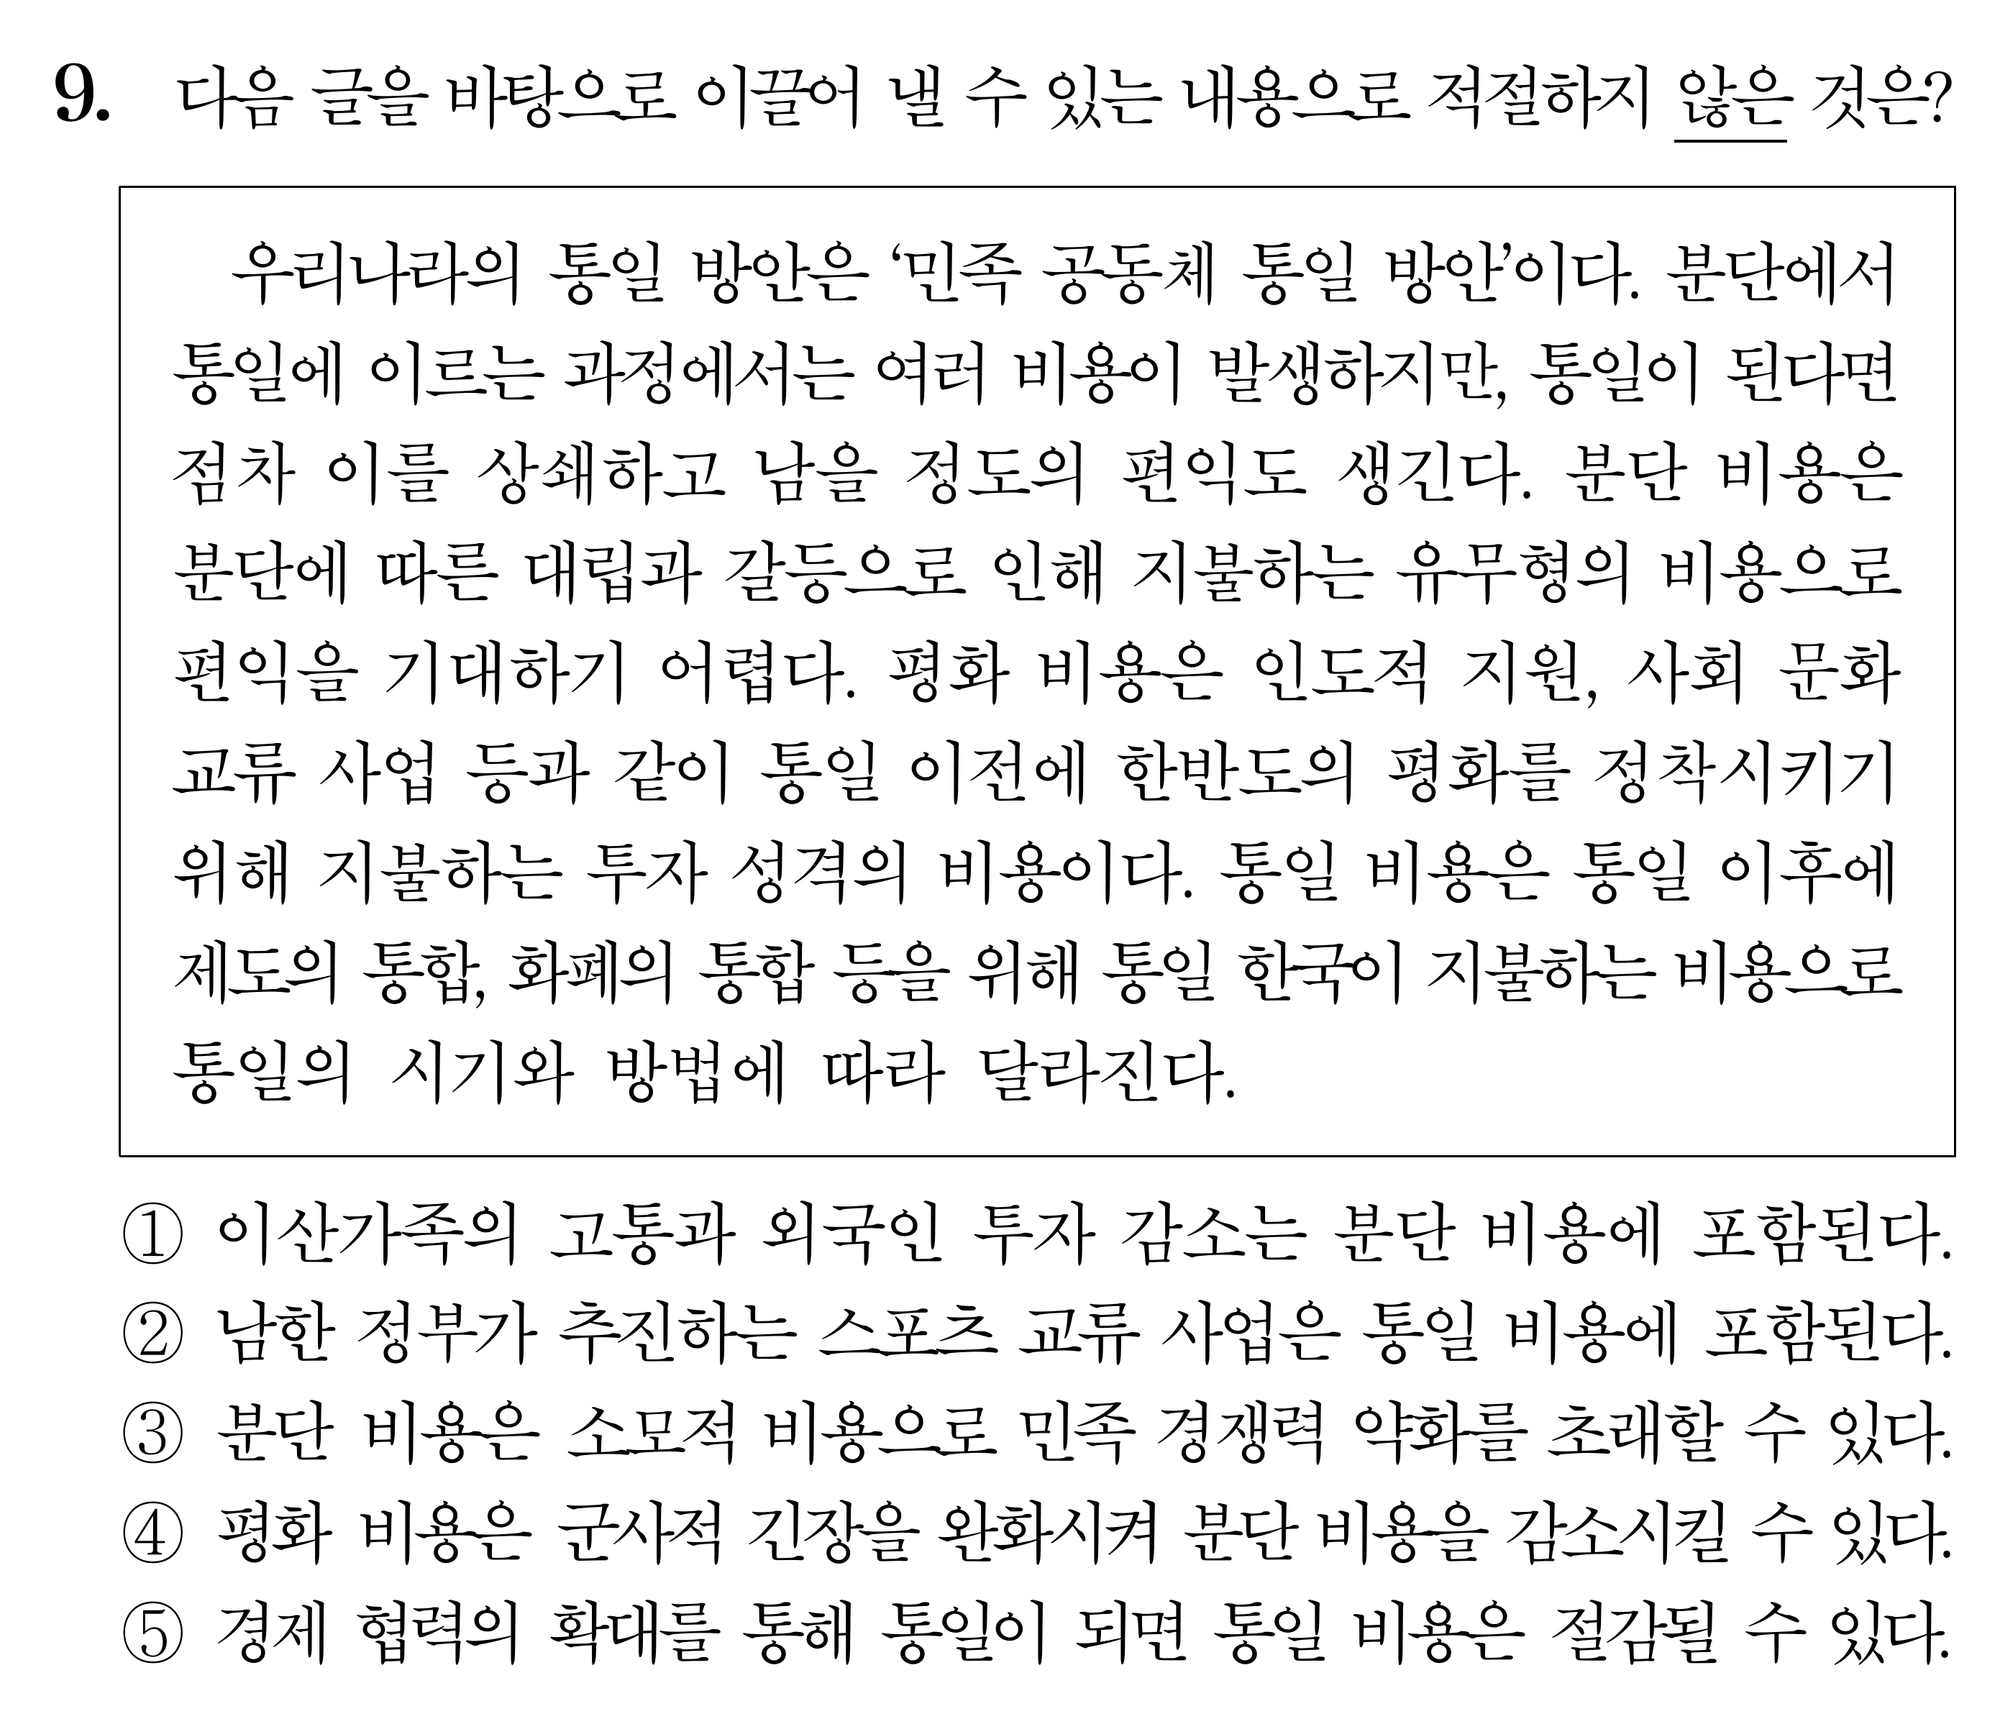 9. 다음 글을 바탕으로 이끌어 낼 수 있는 내용으로 적절하지 않은 것은?
우리나라의 통일 방안은 ‘민족 공동체 통일 방안’이다. 분단에서
통일에 이르는 과정에서는 여러 비용이 발생하지만, 통일이 된다면
점차 이를 상쇄하고 남을 정도의 편익도 생긴다. 분단 비용은
분단에 따른 대립과 갈등으로 인해 지불하는 유무형의 비용으로
편익을 기대하기 어렵다. 평화 비용은 인도적 지원, 사회 문화
교류 사업 등과 같이 통일 이전에 한반도의 평화를 정착시키기
위해 지불하는 투자 성격의 비용이다. 통일 비용은 통일 이후에
제도의 통합, 화폐의 통합 등을 위해 통일 한국이 지불하는 비용으로
통일의 시기와 방법에 따라 달라진다.
① 이산가족의 고통과 외국인 투자 감소는 분단 비용에 포함된다.
② 남한 정부가 추진하는 스포츠 교류 사업은 통일 비용에 포함된다.
③ 분단 비용은 소모적 비용으로 민족 경쟁력 약화를 초래할 수 있다.
④ 평화 비용은 군사적 긴장을 완화시켜 분단 비용을 감소시킬 수 있다.
⑤ 경제 협력의 확대를 통해 통일이 되면 통일 비용은 절감될 수 있다.